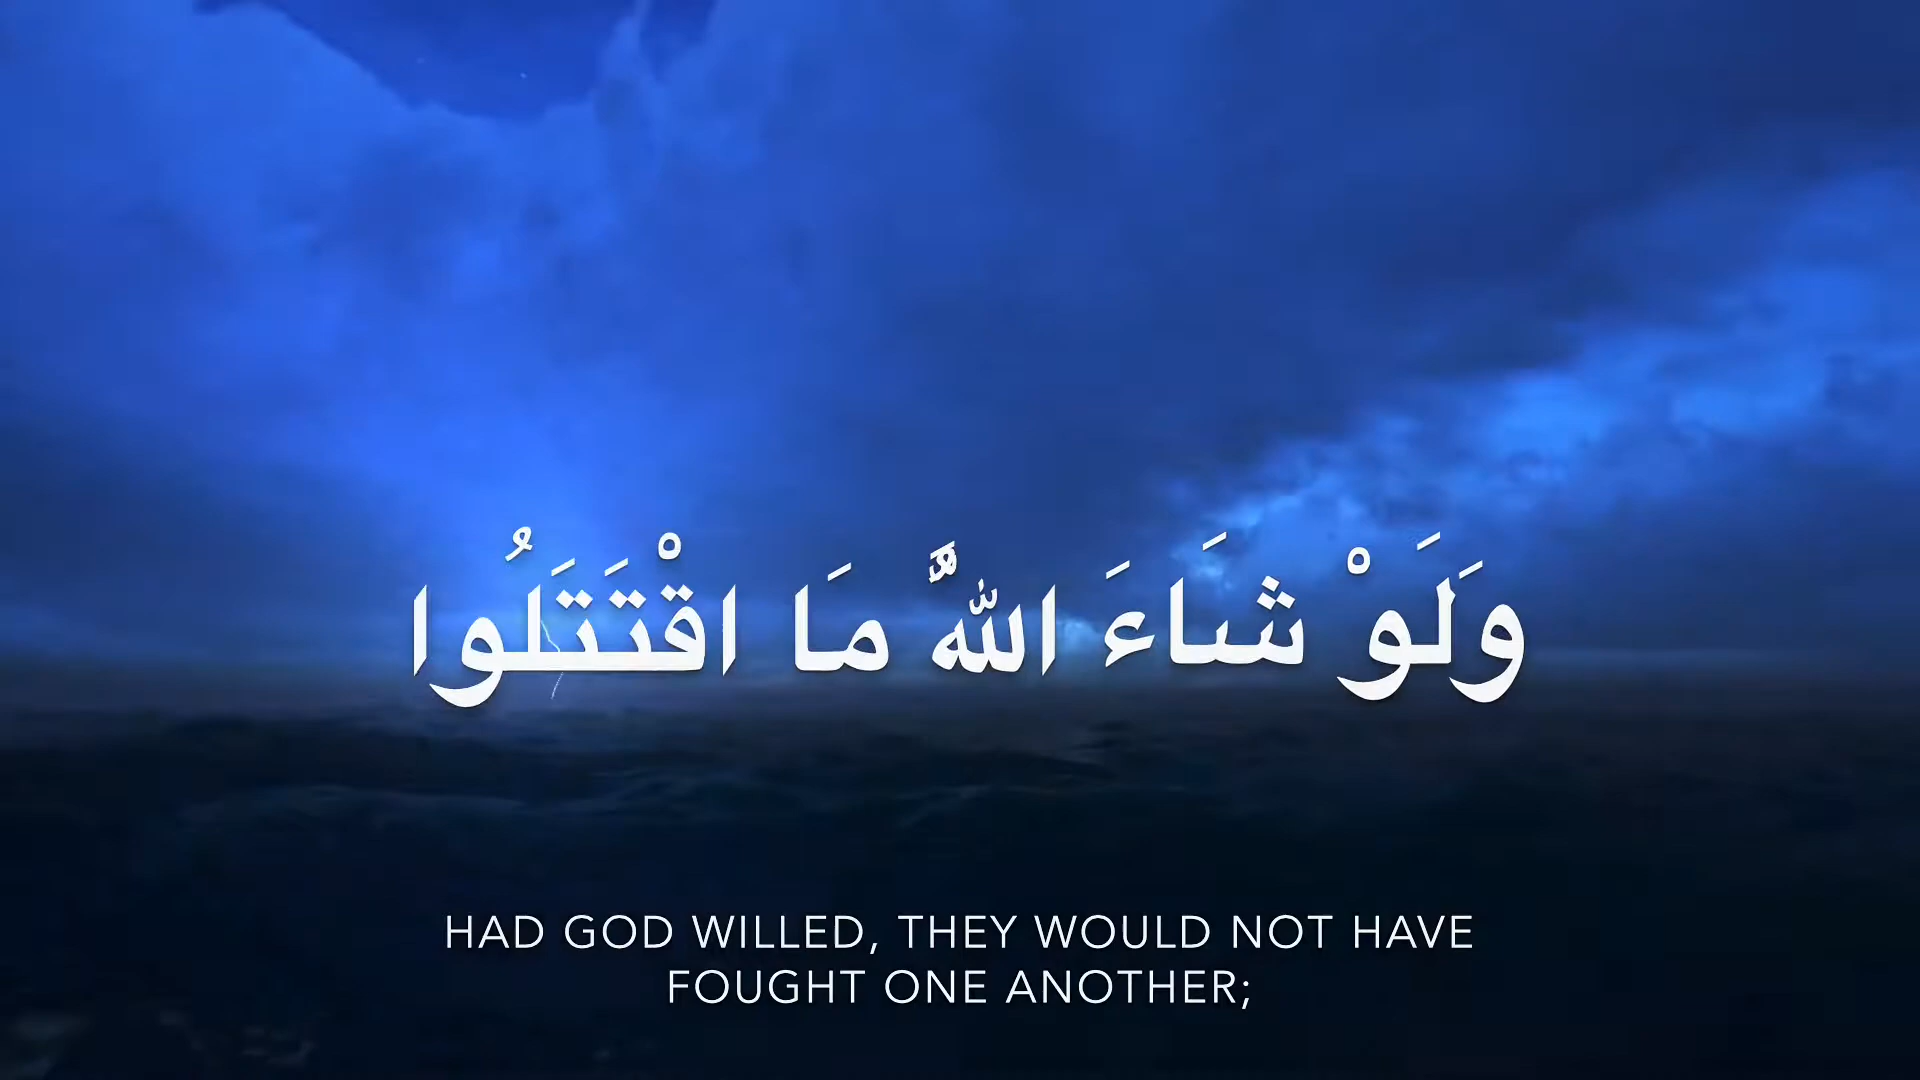 وَلَوْ شَاءَ اللَّهُ مَا اقْتَتَلُوا
HAD GOD WILLED, THEY WOULD NOT HAVE
FOUGHT ONE ANOTHER;